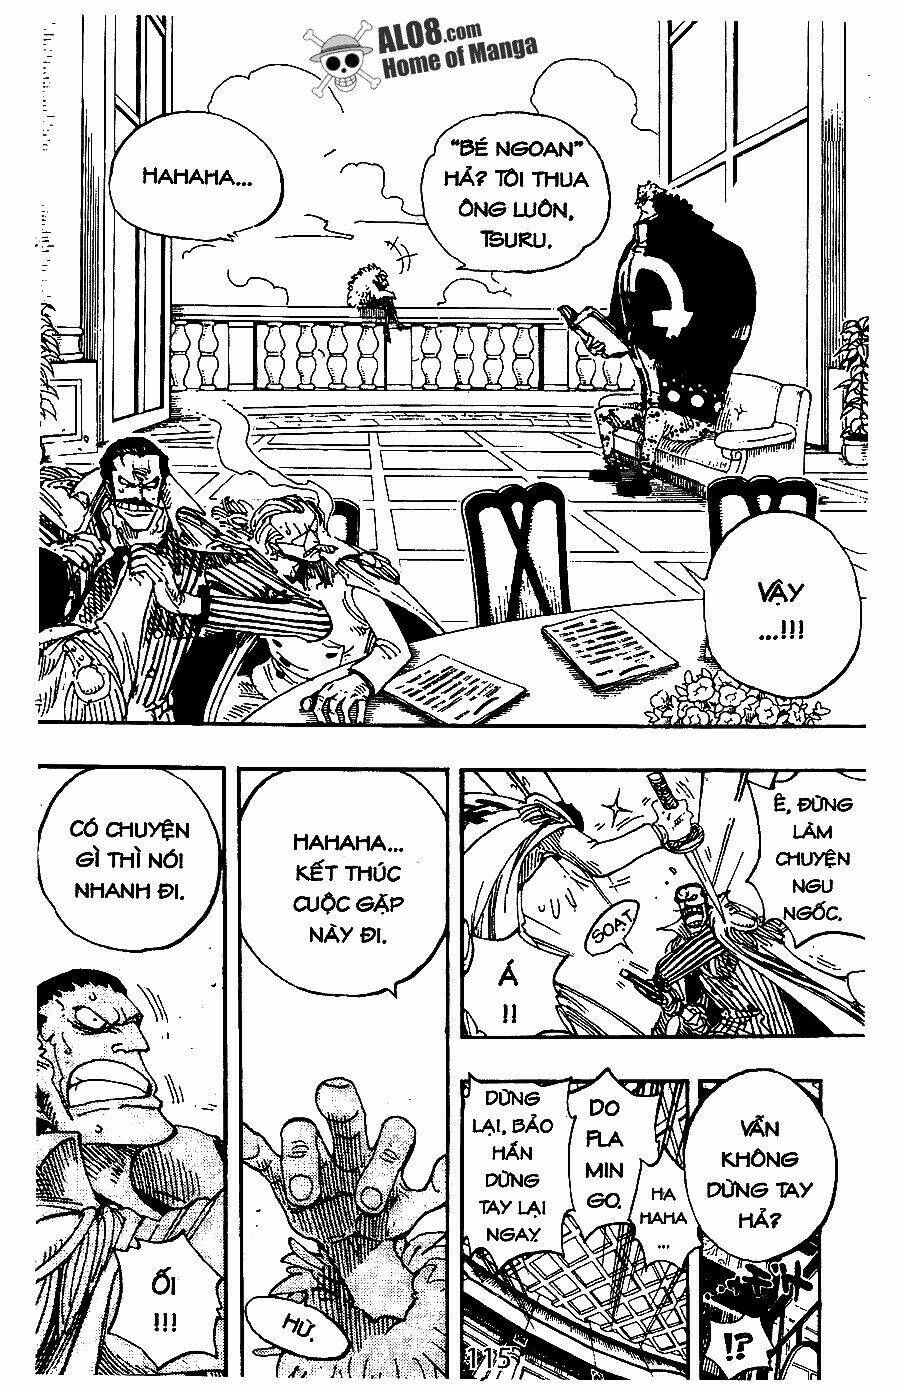 AL08.com
Home of Manga
"BÉ NGOAN"
HẢ? TÔI THUA
ÔNG LUÔN,
TSURU.
HAHAHA...
VẬY
...!!!
Ê, ĐỪNG
LÀM
CHUYỆN
NGU
NGỐC.
SOẠT
Á
!!
HAHAHA...
KẾT THÚC
CUỘC GẶP
NÀY ĐI.
HỪ.
CÓ CHUYỆN
GÌ THÌ NÓI
NHANH ĐI.
ỐI
!!!
VẪN
KHÔNG
DỪNG TAY
HẢ?
!?
DO
FLA
MIN
GO.
HA
HAHA
...
DỪNG
LẠI, BẢO
HẮN
DỪNG
TAY LẠI
NGAY.
115